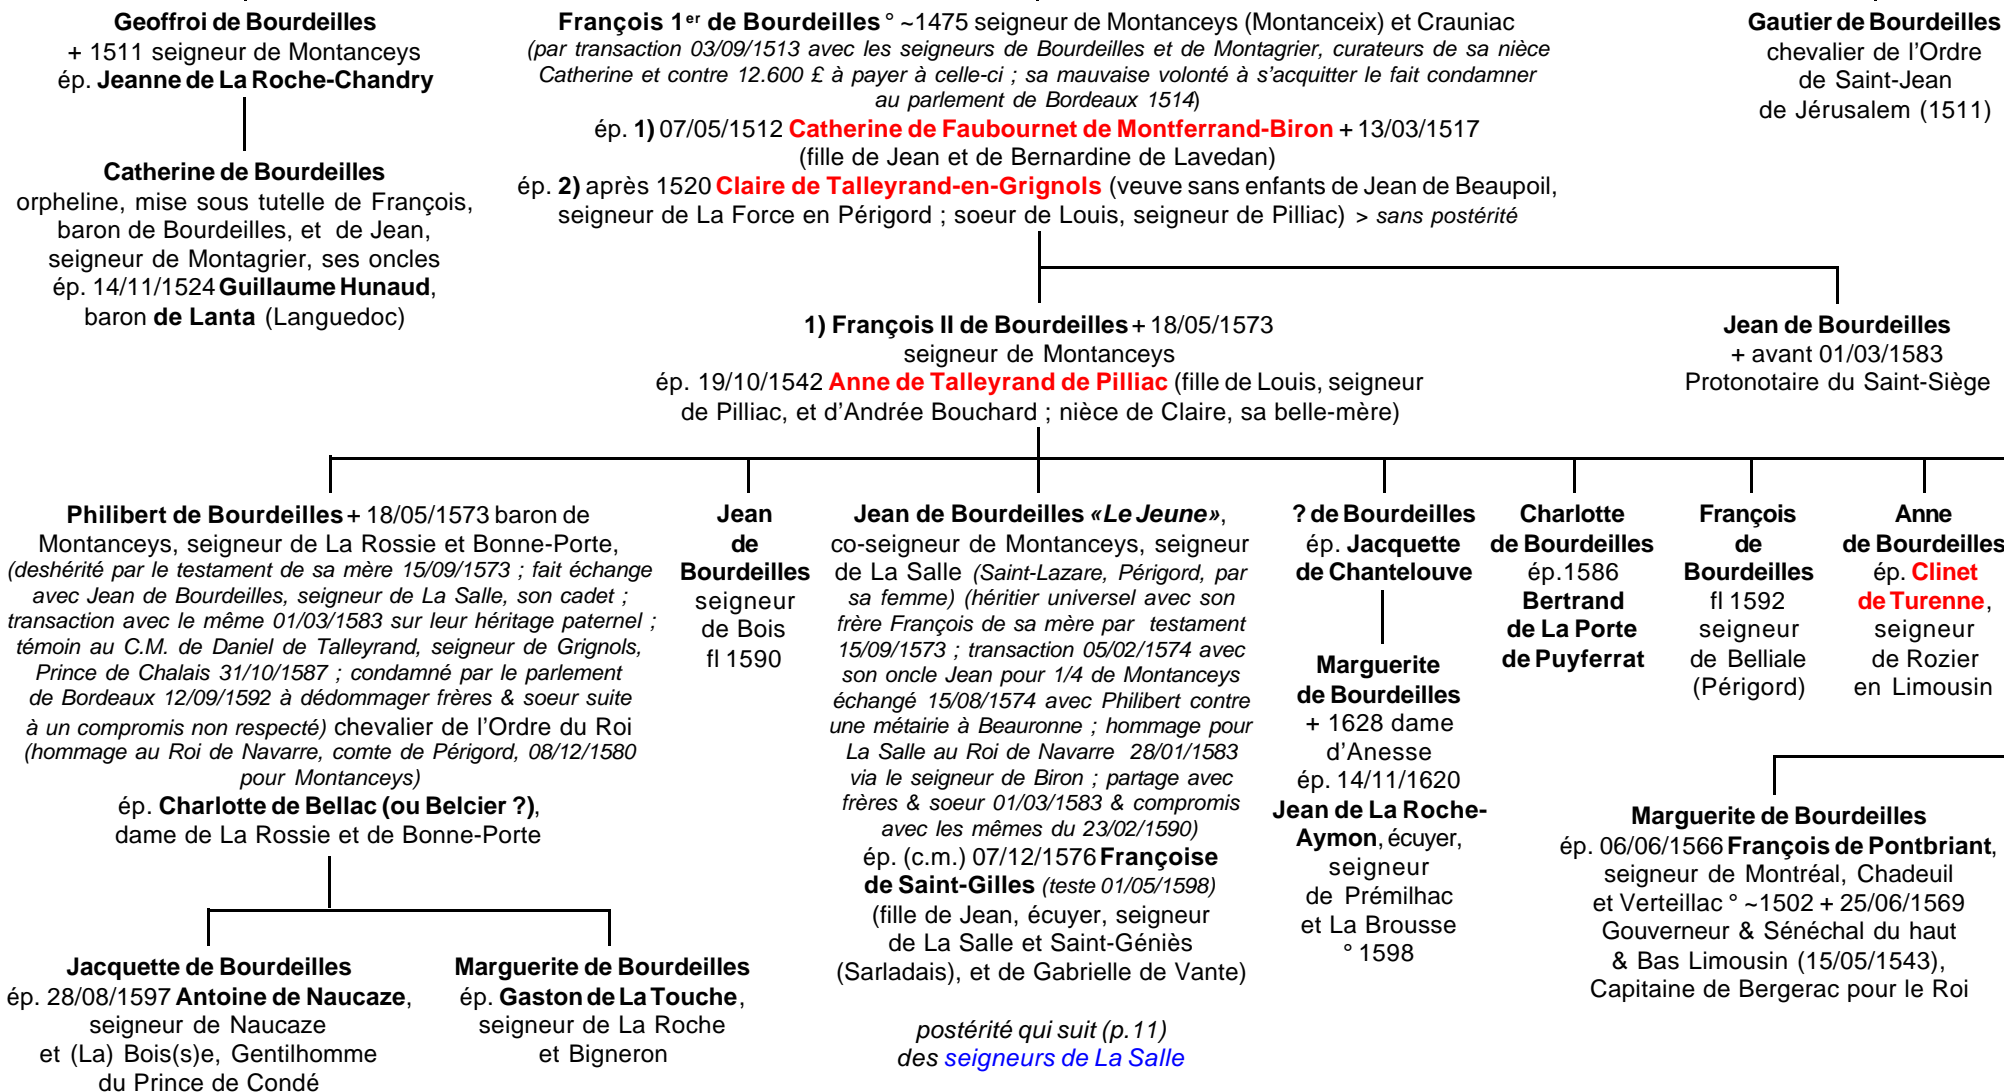 Geoffroi de Bourdeilles
+ 1511 seigneur de Montanceys
ép. Jeanne de La Roche-Chandry
Catherine de Bourdeilles
orpheline, mise sous tutelle de François,
baron de Bourdeilles, et de Jean,
seigneur de Montagrier, ses oncles
ép. 14/11/1524 Guillaume Hunaud,
baron de Lanta (Languedoc)
François 1er de Bourdeilles ° ~1475 seigneur de Montanceys (Montanceix) et Crauniac
(par transaction 03/09/1513 avec les seigneurs de Bourdeilles et de Montagrier, curateurs de sa nièce
Catherine et contre 12.600 £ à payer à celle-ci ; sa mauvaise volonté à s'acquitter le fait condamner
au parlement de Bordeaux 1514)
ép. 1) 07/05/1512 Catherine de Faubournet de Montferrand-Biron + 13/03/1517
(fille de Jean et de Bernardine de Lavedan)
ép. 2) après 1520 Claire de Talleyrand-en-Grignols (veuve sans enfants de Jean de Beaupoil,
seigneur de La Force en Périgord ; soeur de Louis, seigneur de Pilliac) > sans postérité
Gautier de Bourdeilles
chevalier de l'Ordre
de Saint-Jean
de Jérusalem (1511)
1) François II de Bourdeilles + 18/05/1573
seigneur de Montanceys
ép. 19/10/1542 Anne de Talleyrand de Pilliac (fille de Louis, seigneur
de Pilliac, et d'Andrée Bouchard ; nièce de Claire, sa belle-mère)
Jean de Bourdeilles
+ avant 01/03/1583
Protonotaire du Saint-Siège
Philibert de Bourdeilles + 18/05/1573 baron de
Montanceys, seigneur de La Rossie et Bonne-Porte,
(deshérité par le testament de sa mère 15/09/1573 ; fait échange
avec Jean de Bourdeilles, seigneur de La Salle, son cadet ;
transaction avec le même 01/03/1583 sur leur héritage paternel ;
témoin au C.M. de Daniel de Talleyrand, seigneur de Grignols,
Prince de Chalais 31/10/1587 ; condamné par le parlement
de Bordeaux 12/09/1592 à dédommager frères & soeur suite
à un compromis non respecté) chevalier de l'Ordre du Roi
(hommage au Roi de Navarre, comte de Périgord, 08/12/1580
pour Montanceys)
ép. Charlotte de Bellac (ou Belcier ?),
dame de La Rossie et de Bonne-Porte
Jean
de
Bourdeilles
seigneur
de Bois
fl 1590
Jean de Bourdeilles «Le Jeune»,
co-seigneur de Montanceys, seigneur
de La Salle (Saint-Lazare, Périgord, par
sa femme) (héritier universel avec son
frère François de sa mère par testament
15/09/1573 ; transaction 05/02/1574 avec
son oncle Jean pour 1/4 de Montanceys
échangé 15/08/1574 avec Philibert contre
une métairie à Beauronne ; hommage pour
La Salle au Roi de Navarre 28/01/1583
via le seigneur de Biron ; partage avec
frères & soeur 01/03/1583 & compromis
avec les mêmes du 23/02/1590)
ép. (c.m.) 07/12/1576 Françoise
de Saint-Gilles (teste 01/05/1598)
(fille de Jean, écuyer, seigneur
de La Salle et Saint-Géniès
(Sarladais), et de Gabrielle de Vante)
postérité qui suit (p.11)
des seigneurs de La Salle
? de Bourdeilles
ép. Jacquette
de Chantelouve
Marguerite
de Bourdeilles
+ 1628 dame
d'Anesse
ép. 14/11/1620
Jean de La Roche-
Aymon, écuyer,
seigneur
de Prémilhac
et La Brousse
° 1598
Charlotte
de Bourdeilles
ép.1586
Bertrand
de La Porte
de Puyferrat
François
de
Bourdeilles
fl 1592
seigneur
de Belliale
(Périgord)
Anne
de Bourdeilles
ép. Clinet
de Turenne,
seigneur
de Rozier
en Limousin
Marguerite de Bourdeilles
ép. 06/06/1566 François de Pontbriant,
seigneur de Montréal, Chadeuil
et Verteillac ° ~1502 + 25/06/1569
Gouverneur & Sénéchal du haut
& Bas Limousin (15/05/1543),
Capitaine de Bergerac pour le Roi
Jacquette de Bourdeilles
ép. 28/08/1597 Antoine de Naucaze,
seigneur de Naucaze
et (La) Bois(s)e, Gentilhomme
du Prince de Condé
Marguerite de Bourdeilles
ép. Gaston de La Touche,
seigneur de La Roche
et Bigneron